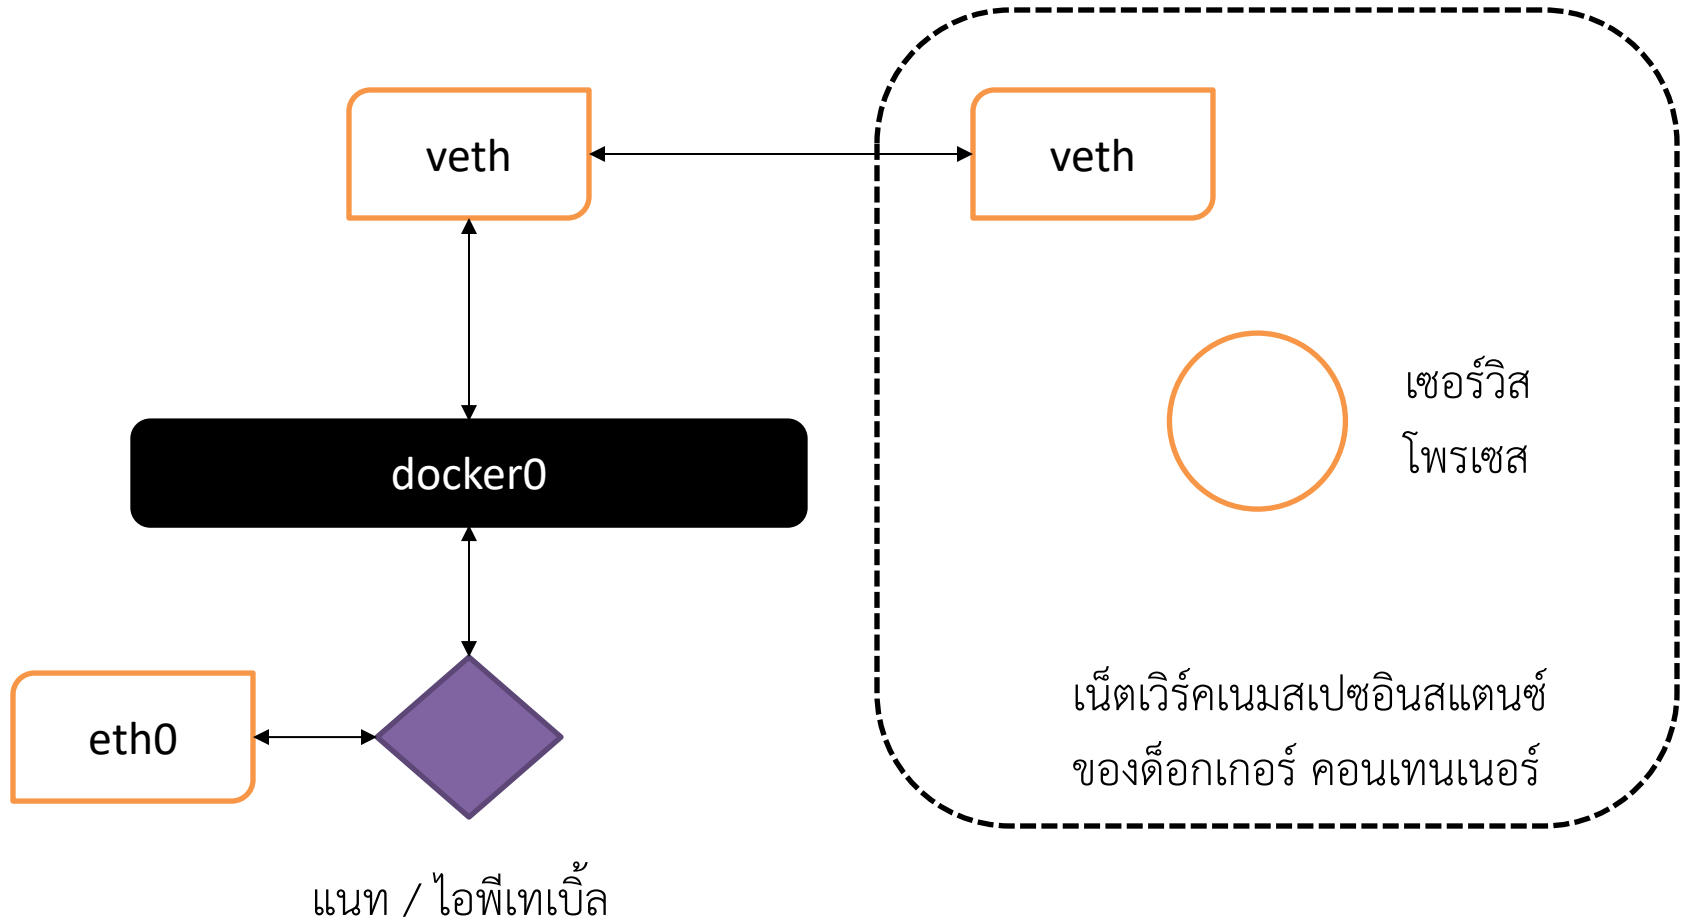 veth
veth
เซอร์วิส
โพรเซส
docker0
เน็ตเวิร์คเนมสเปซอินสแตนซ์
ของด็อกเกอร์ คอนเทนเนอร์
eth0
แนท / ไอพีเทเบิ้ล